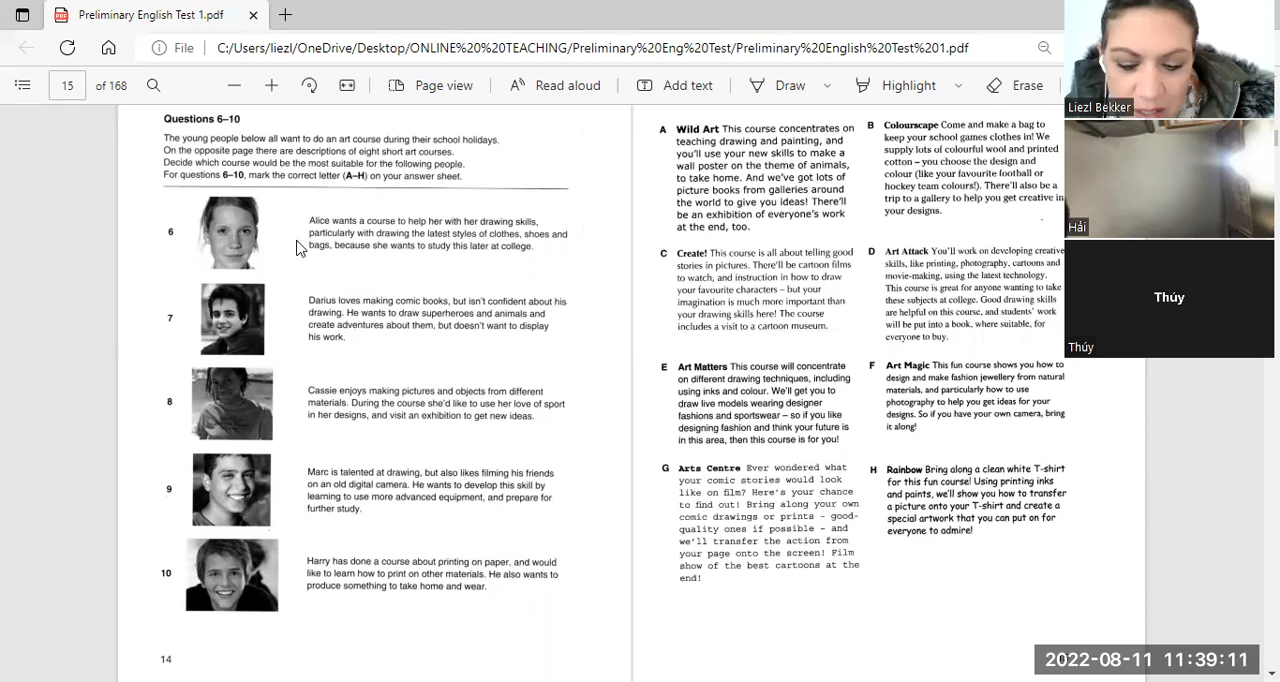 Preliminary English Test 1.pdf
File C:/Users/liezl/OneDrive/Desktop/ONLINE%20%20TEACHING/Preliminary%20Eng%20Test/Preliminary%20English%20Test%201.pdf
15 of 168 Page view Read aloud Add text Draw Highlight Erase
Questions 6–10
The young people below all want to do an art course during their school holidays.
On the opposite page there are descriptions of eight short art courses.
Decide which course would be the most suitable for the following people.
For questions 6–10, mark the correct letter (A–H) on your answer sheet.
6
Alice wants a course to help her with her drawing skills,
particularly with drawing the latest styles of clothes, shoes and
bags, because she wants to study this later at college.
7
Darius loves making comic books, but isn't confident about his
drawing. He wants to draw superheroes and animals and
create adventures about them, but doesn't want to display
his work.
8
Cassie enjoys making pictures and objects from different
materials. During the course she'd like to use her love of sport
in her designs, and visit an exhibition to get new ideas.
9
Marc is talented at drawing, but also likes filming his friends
on an old digital camera. He wants to develop this skill by
learning to use more advanced equipment, and prepare for
further study.
10
Harry has done a course about printing on paper, and would
like to learn how to print on other materials. He also wants to
produce something to take home and wear.
14
A Wild Art This course concentrates on
teaching drawing and painting, and
you'll use your new skills to make a
wall poster on the theme of animals,
to take home. And we've got lots of
picture books from galleries around
the world to give you ideas! There'll
be an exhibition of everyone's work
at the end, too.
B Colourscape Come and make a bag to
keep your school games clothes in! We
supply lots of colourful wool and printed
cotton – you choose the design and
colour (like your favourite football or
hockey team colours!). There'll also be a
trip to a gallery to help you get creative in
your designs.
C Create! This course is all about telling good
stories in pictures. There'll be cartoon films
to watch, and instruction in how to draw
your favourite characters – but your
imagination is much more important than
your drawing skills here! The course
includes a visit to a cartoon museum.
D Art Attack You'll work on developing creative
skills, like printing, photography, cartoons and
movie-making, using the latest technology.
This course is great for anyone wanting to take
these subjects at college. Good drawing skills
are helpful on this course, and students' work
will be put into a book, where suitable, for
everyone to buy.
E Art Matters This course will concentrate
on different drawing techniques, including
using inks and colour. We'll get you to
draw live models wearing designer
fashions and sportswear – so if you like
designing fashion and think your future is
in this area, then this course is for you!
F Art Magic This fun course shows you how to
design and make fashion jewellery from natural
materials, and particularly how to use
photography to help you get ideas for your
designs. So if you have your own camera, bring
it along!
G Arts Centre Ever wondered what
your comic stories would look
like on film? Here's your chance
to find out! Bring along your own
comic drawings or prints – good-
quality ones if possible – and
we'll transfer the action from
your page onto the screen! Film
show of the best cartoons at the
end!
H Rainbow Bring along a clean white T-shirt
for this fun course! Using printing inks
and paints, we'll show you how to transfer
a picture onto your T-shirt and create a
special artwork that you can put on for
everyone to admire!
Liezl Bekker
Hải
Thúy
Thúy
2022-08-11 11:39:11